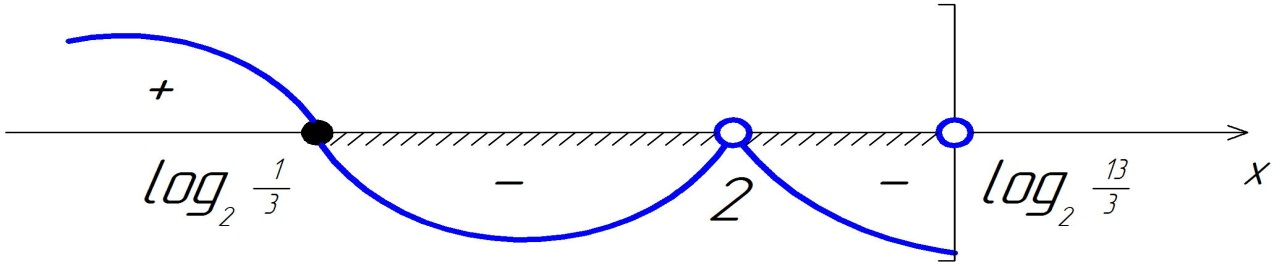 +
− −
log₂ 1/3 2 log₂ 13/3 x